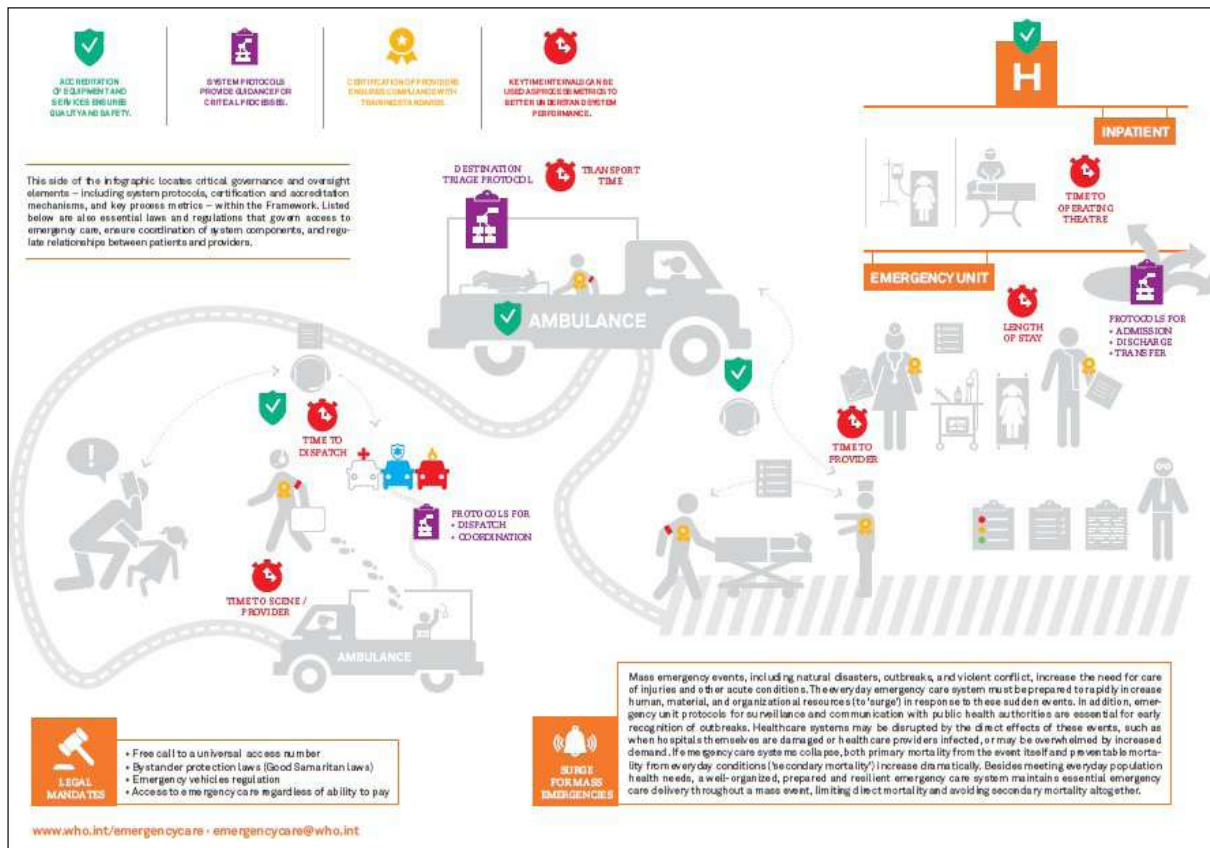 ACCREDITATION
OF EQUIPMENT AND
SERVICES ENSURES
QUALITY AND SAFETY.
SYSTEM PROTOCOLS
PROVIDE GUIDANCE FOR
CRITICAL PROCESSES.
CERTIFICATION OF PROVIDERS
ENSURES COMPLIANCE WITH
TRAINING STANDARDS.
KEY TIME INTERVALS CAN BE
USED AS PROCESS METRICS TO
BETTER UNDERSTAND SYSTEM
PERFORMANCE.
This side of the infographic locates critical governance and oversight
elements – including system protocols, certification and accreditation
mechanisms, and key process metrics – within the Framework. Listed
below are also essential laws and regulations that govern access to
emergency care, ensure coordination of system components, and regu-
late relationships between patients and providers.
DESTINATION
TRIAGE PROTOCOL
TRANSPORT
TIME
AMBULANCE
H
INPATIENT
TIME TO
OPERATING
THEATRE
EMERGENCY UNIT
LENGTH
OF STAY
PROTOCOLS FOR
• ADMISSION
• DISCHARGE
• TRANSFER
!
TIME TO
DISPATCH
TIME TO
PROVIDER
PROTOCOLS FOR
• DISPATCH
• COORDINATION
TIME TO SCENE /
PROVIDER
AMBULANCE
LEGAL
MANDATES
• Free call to a universal access number
• Bystander protection laws (Good Samaritan laws)
• Emergency vehicles regulation
• Access to emergency care regardless of ability to pay
SURGE
FOR MASS
EMERGENCIES
Mass emergency events, including natural disasters, outbreaks, and violent conflict, increase the need for care
of injuries and other acute conditions. The everyday emergency care system must be prepared to rapidly increase
human, material, and organizational resources (to 'surge') in response to these sudden events. In addition, emer-
gency unit protocols for surveillance and communication with public health authorities are essential for early
recognition of outbreaks. Healthcare systems may be disrupted by the direct effects of these events, such as
when hospitals themselves are damaged or health care providers infected, or may be overwhelmed by increased
demand. If emergency care systems collapse, both primary mortality from the event itself and preventable morta-
lity from everyday conditions ('secondary mortality') increase dramatically. Besides meeting everyday population
health needs, a well-organized, prepared and resilient emergency care system maintains essential emergency
care delivery throughout a mass event, limiting direct mortality and avoiding secondary mortality altogether.
www.who.int/emergencycare - emergencycare@who.int